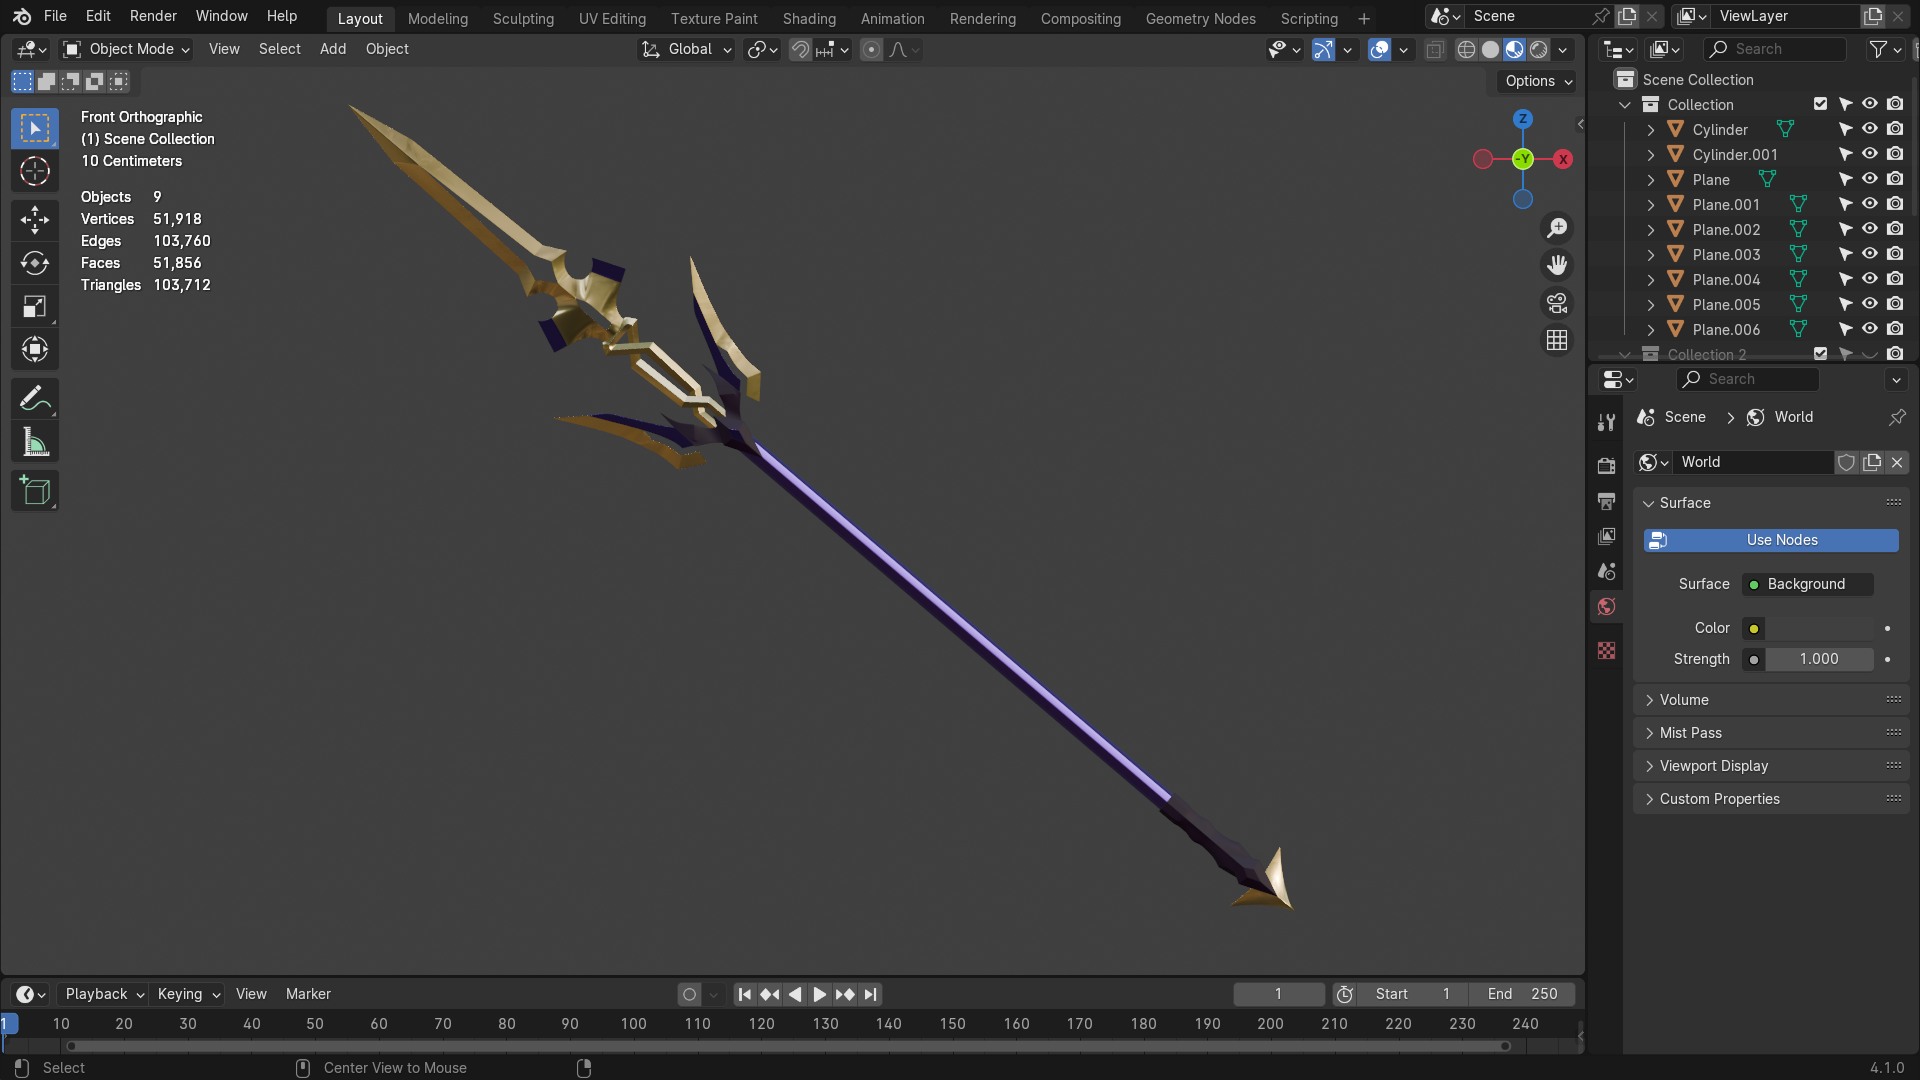 File Edit Render Window Help Layout Modeling Sculpting UV Editing Texture Paint Shading Animation Rendering Compositing Geometry Nodes Scripting + Scene ViewLayer
Object Mode View Select Add Object Global Search
Options
Front Orthographic
(1) Scene Collection
10 Centimeters
Objects 9
Vertices 51,918
Edges 103,760
Faces 51,856
Triangles 103,712
Z
-Y
X
Scene Collection
Collection
Cylinder
Cylinder.001
Plane
Plane.001
Plane.002
Plane.003
Plane.004
Plane.005
Plane.006
Collection 2
Search
Scene > World
World
Surface
Use Nodes
Surface Background
Color
Strength 1.000
Volume
Mist Pass
Viewport Display
Custom Properties
Playback Keying View Marker 1 Start 1 End 250
1 10 20 30 40 50 60 70 80 90 100 110 120 130 140 150 160 170 180 190 200 210 220 230 240
Select Center View to Mouse 4.1.0